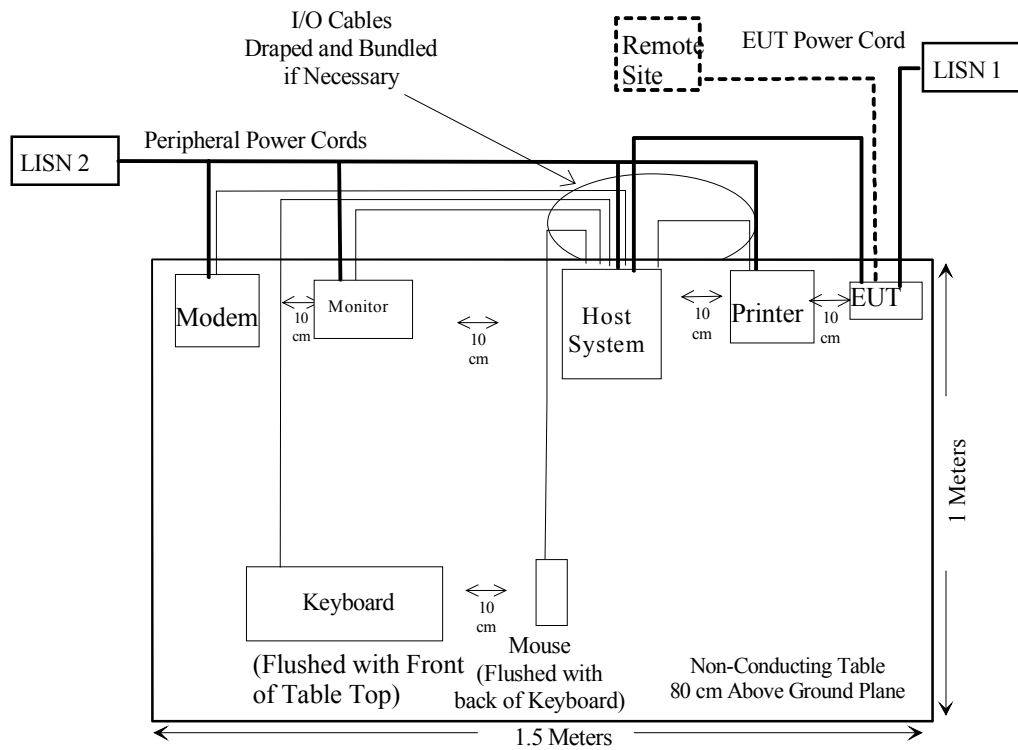 I/O Cables
Draped and Bundled
if Necessary
Remote
Site
EUT Power Cord
LISN 1
LISN 2
Peripheral Power Cords
Modem
10
cm
Monitor
10
cm
Host
System
10
cm
Printer
10
cm
EUT
1 Meters
Keyboard
10
cm
(Flushed with Front
of Table Top)
Mouse
(Flushed with
back of Keyboard)
Non-Conducting Table
80 cm Above Ground Plane
1.5 Meters